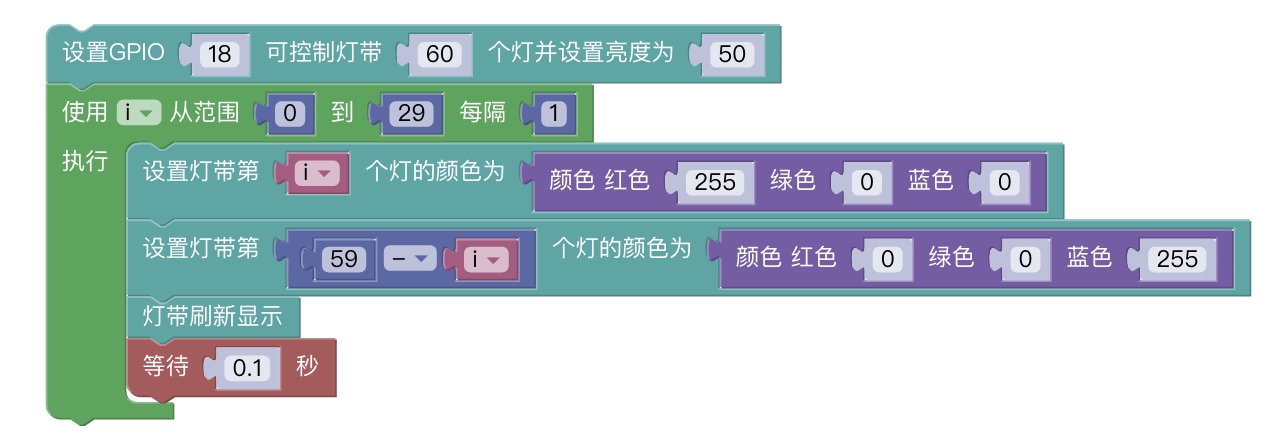 设置GPIO 18 可控制灯带 60 个灯并设置亮度为 50
使用 i 从范围 0 到 29 每隔 1
执行 设置灯带第 i 个灯的颜色为 颜色 红色 255 绿色 0 蓝色 0
设置灯带第 59 - i 个灯的颜色为 颜色 红色 0 绿色 0 蓝色 255
灯带刷新显示
等待 0.1 秒